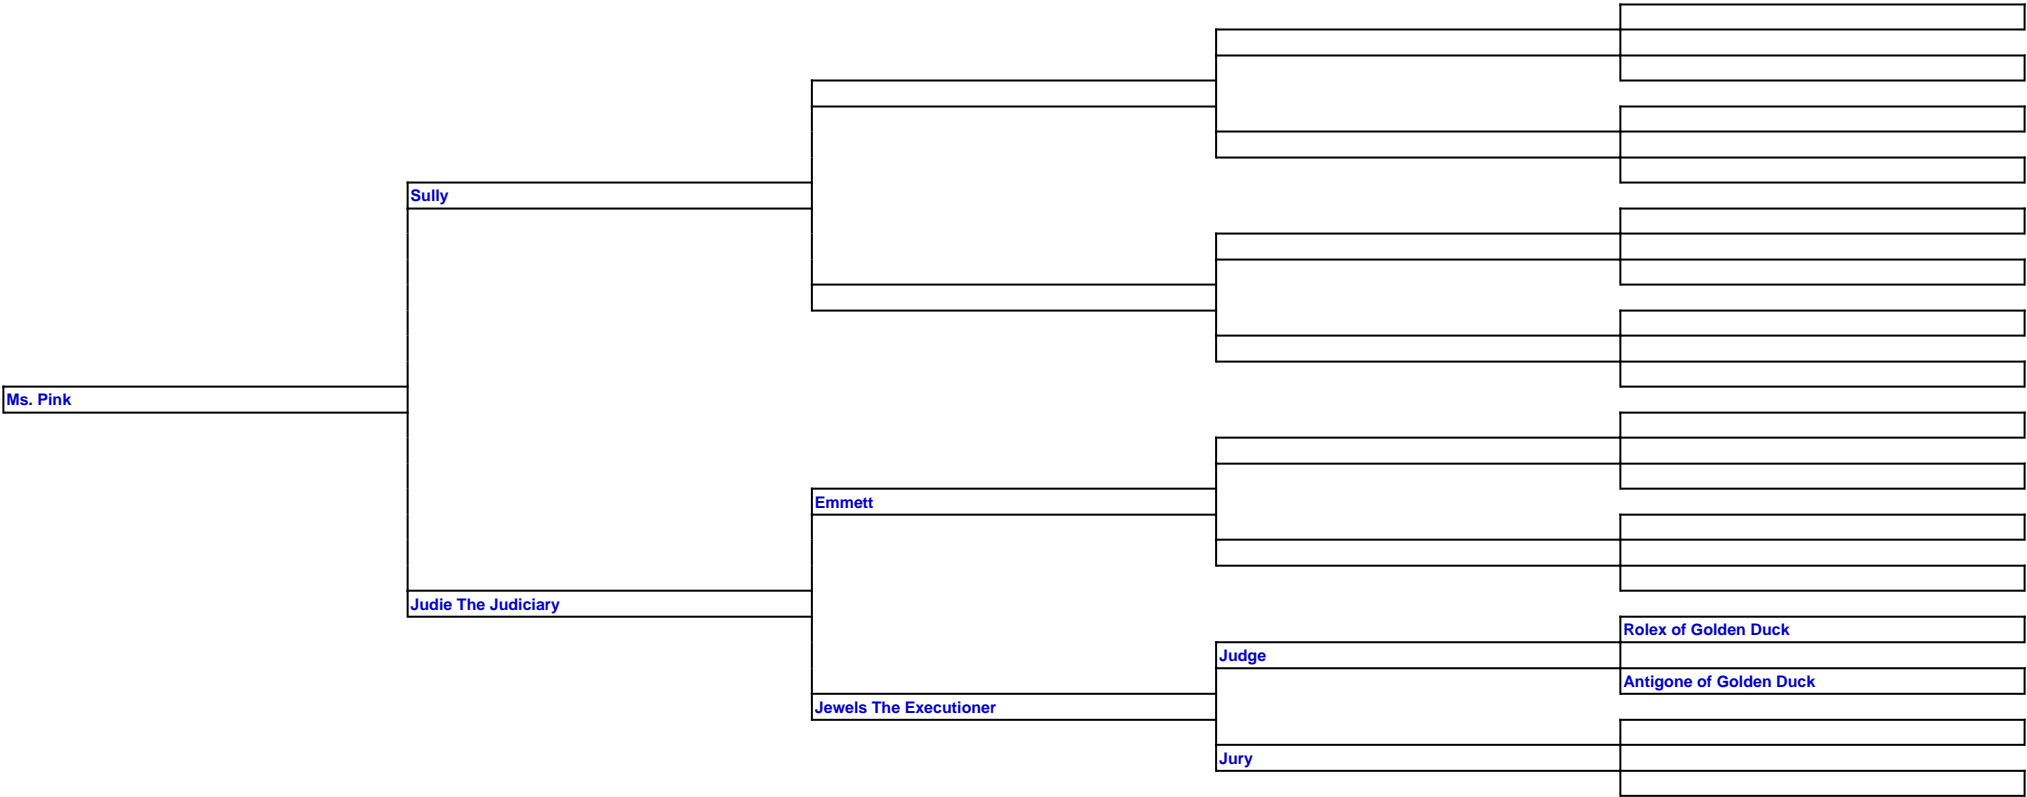 Sully
Ms. Pink
Emmett
Judie The Judiciary
Rolex of Golden Duck
Judge
Antigone of Golden Duck
Jewels The Executioner
Jury